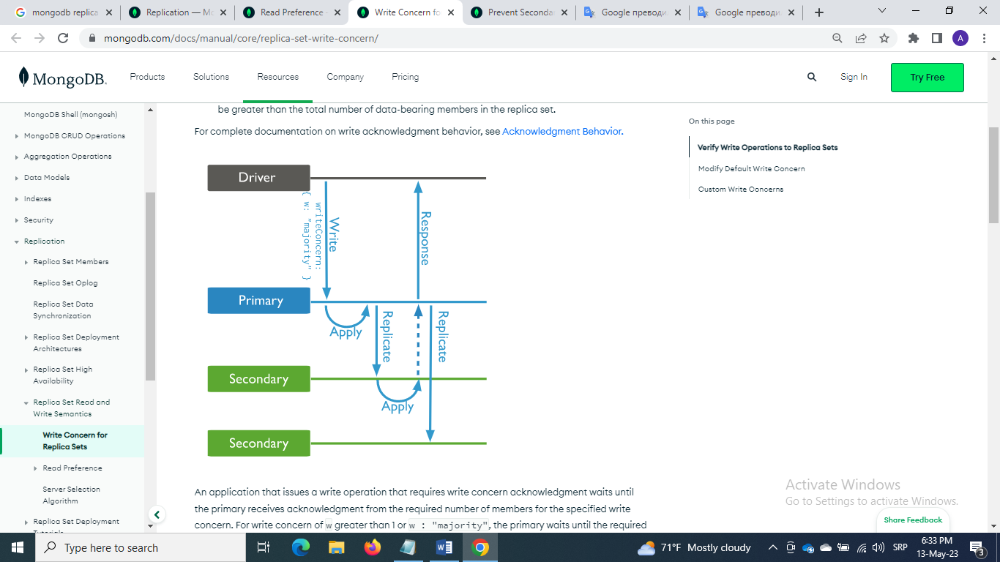 mongodb replica
Replication — Mo
Read Preference
Write Concern fo
Prevent Seconda
Google преводи
Google преводи
mongodb.com/docs/manual/core/replica-set-write-concern/
A
MongoDB.
Products
Solutions
Resources
Company
Pricing
Sign In
Try Free
MongoDB Shell (mongosh)
MongoDB CRUD Operations
Aggregation Operations
Data Models
Indexes
Security
Replication
Replica Set Members
Replica Set Oplog
Replica Set Data
Synchronization
Replica Set Deployment
Architectures
Replica Set High
Availability
Replica Set Read and
Write Semantics
Write Concern for
Replica Sets
Read Preference
Server Selection
Algorithm
Replica Set Deployment
Tutorials
be greater than the total number of data-bearing members in the replica set.
For complete documentation on write acknowledgment behavior, see Acknowledgment Behavior.
Driver
Write
writeConcern:
{ w: "majority" }
Response
Primary
Apply
Replicate
Replicate
Secondary
Apply
Secondary
An application that issues a write operation that requires write concern acknowledgment waits until
the primary receives acknowledgment from the required number of members for the specified write
concern. For write concern of w greater than 1 or w : "majority", the primary waits until the required
On this page
Verify Write Operations to Replica Sets
Modify Default Write Concern
Custom Write Concerns
Activate Windows
Go to Settings to activate Windows.
Share Feedback
Type here to search
71°F Mostly cloudy
SRP
6:33 PM
13-May-23
3